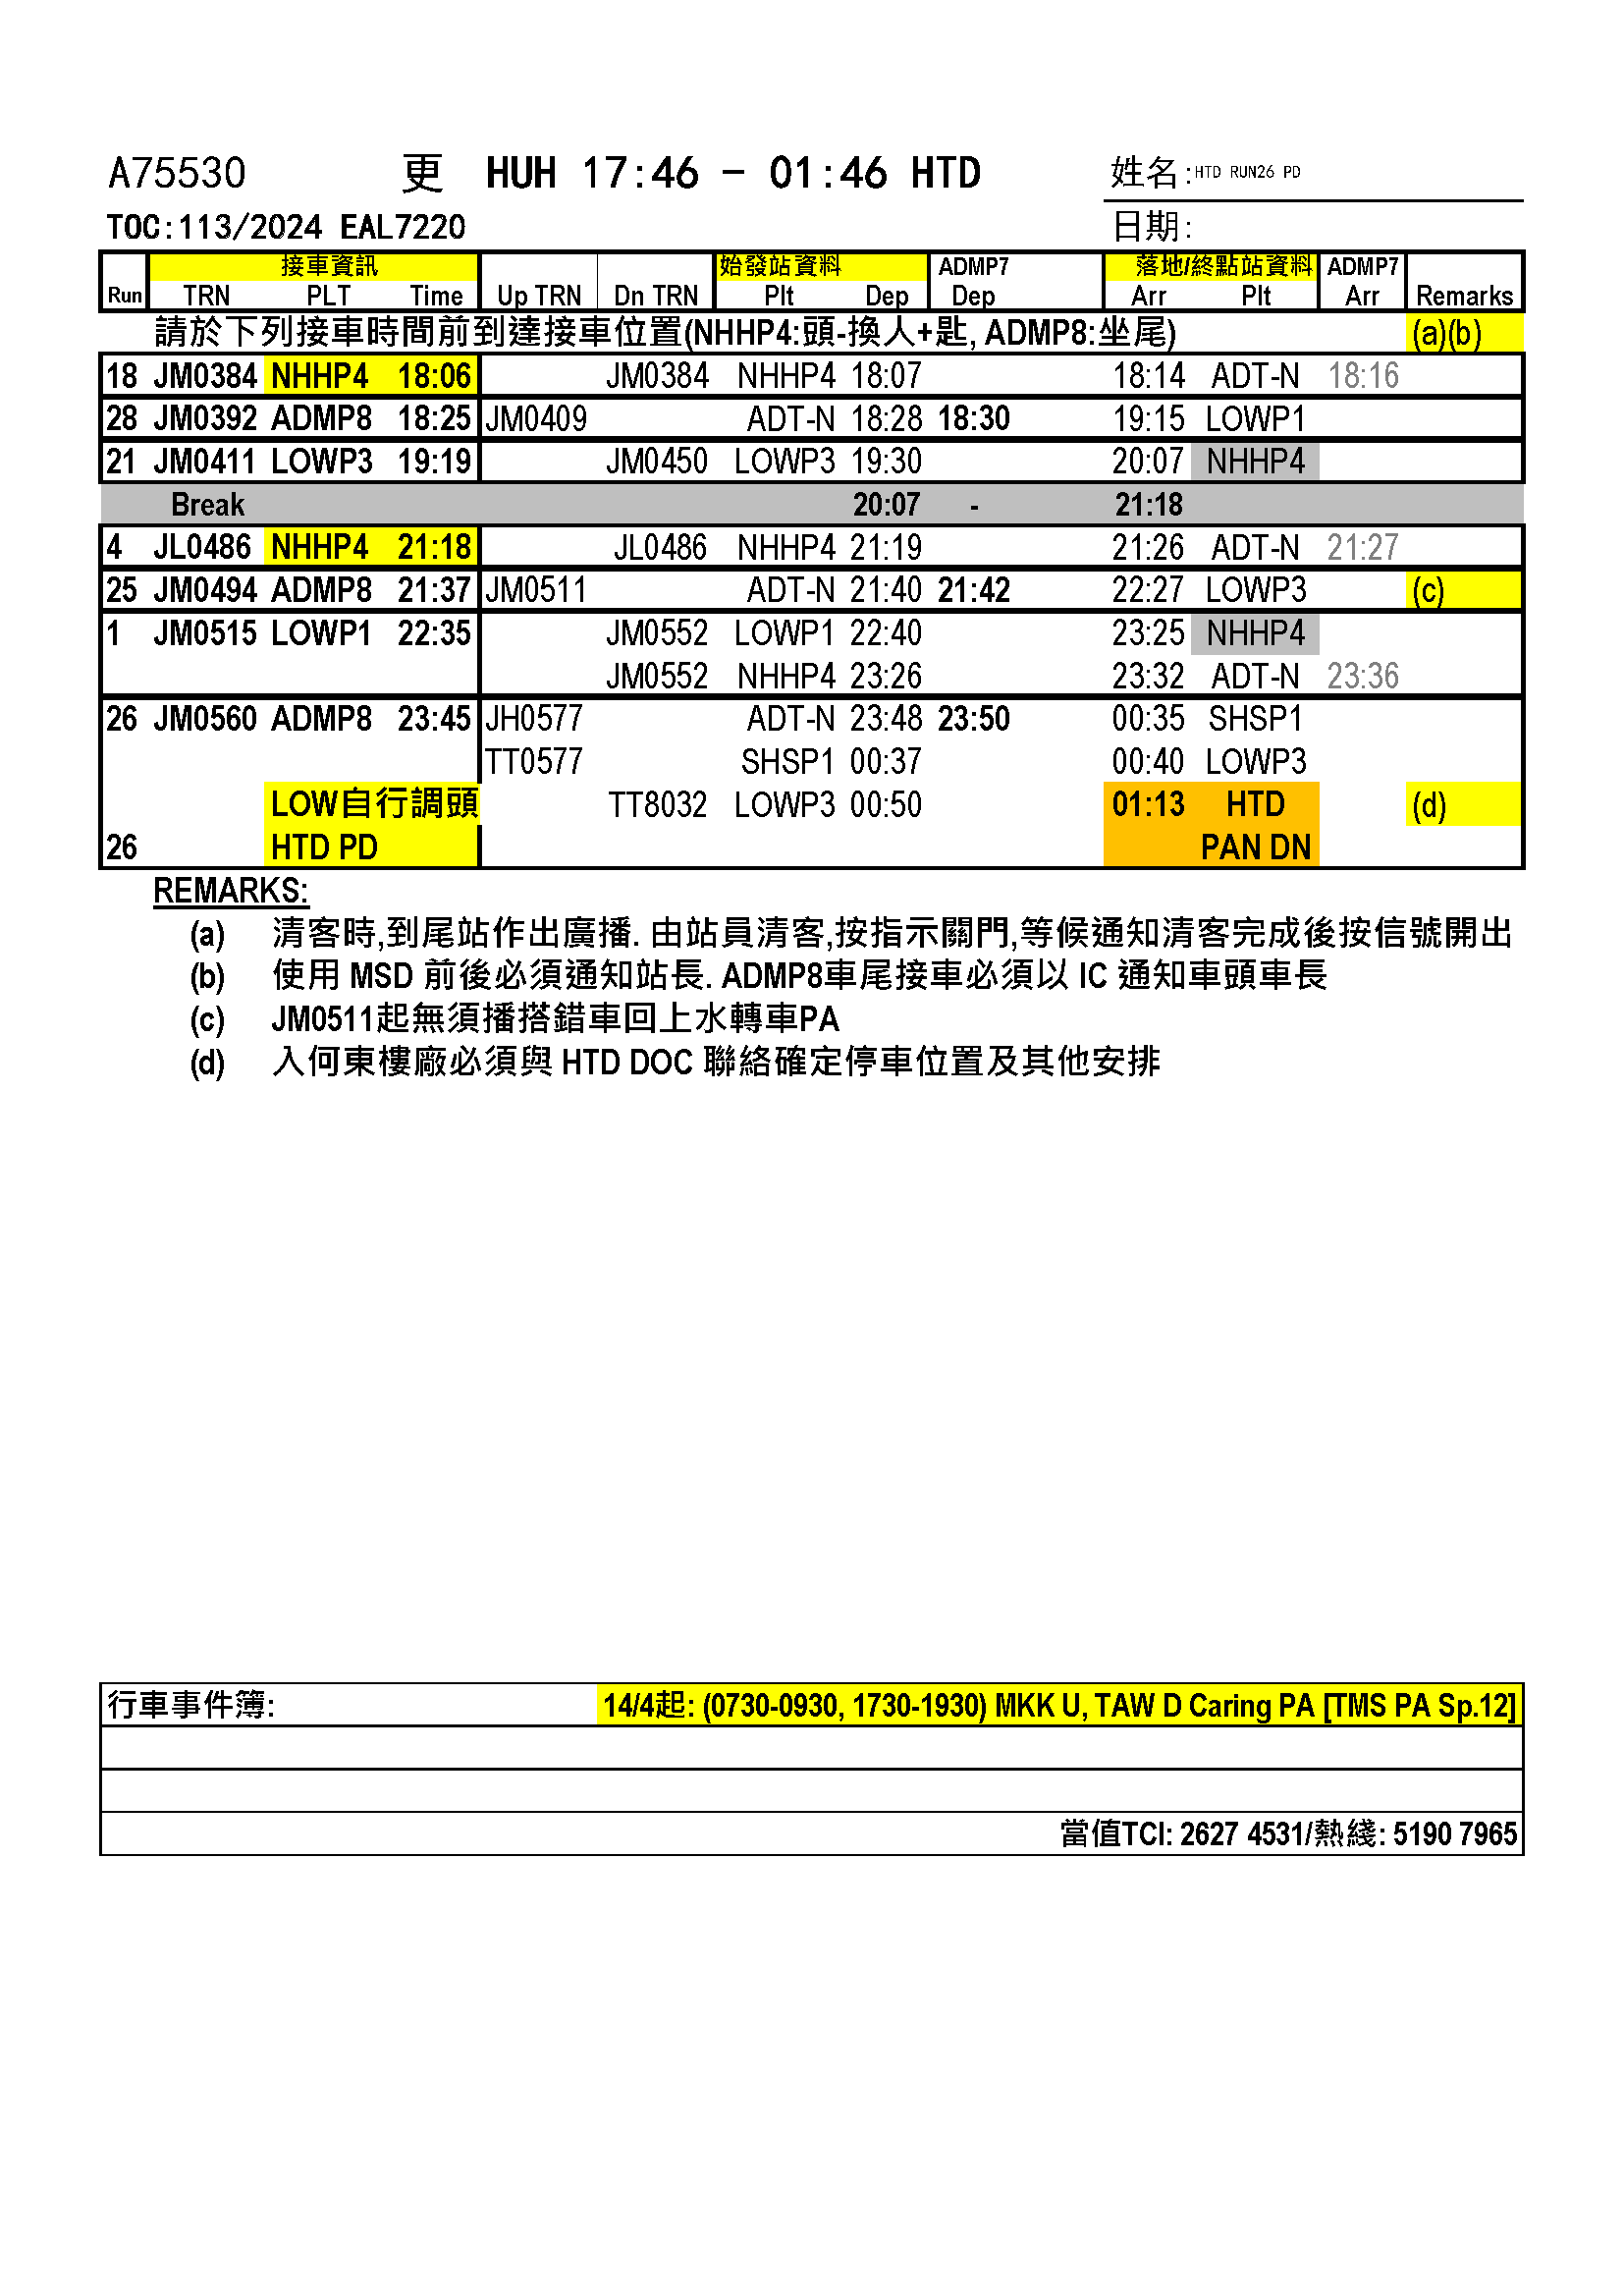 A75530 更 HUH 17:46 - 01:46 HTD 姓名:HTD RUN26 PD
TOC:113/2024 EAL7220 日期:
接車資訊 始發站資料 ADMP7 落地/終點站資料 ADMP7
Run TRN PLT Time Up TRN Dn TRN Plt Dep Dep Arr Plt Arr Remarks
請於下列接車時間前到達接車位置(NHHP4:頭-換人+匙, ADMP8:坐尾) (a)(b)
18 JM0384 NHHP4 18:06 JM0384 NHHP4 18:07 18:14 ADT-N 18:16
28 JM0392 ADMP8 18:25 JM0409 ADT-N 18:28 18:30 19:15 LOWP1
21 JM0411 LOWP3 19:19 JM0450 LOWP3 19:30 20:07 NHHP4
Break 20:07 - 21:18
4 JL0486 NHHP4 21:18 JL0486 NHHP4 21:19 21:26 ADT-N 21:27
25 JM0494 ADMP8 21:37 JM0511 ADT-N 21:40 21:42 22:27 LOWP3 (c)
1 JM0515 LOWP1 22:35 JM0552 LOWP1 22:40 23:25 NHHP4
JM0552 NHHP4 23:26 23:32 ADT-N 23:36
26 JM0560 ADMP8 23:45 JH0577 ADT-N 23:48 23:50 00:35 SHSP1
TT0577 SHSP1 00:37 00:40 LOWP3
LOW自行調頭 TT8032 LOWP3 00:50 01:13 HTD (d)
26 HTD PD PAN DN
REMARKS:
(a) 清客時,到尾站作出廣播. 由站員清客,按指示關門,等候通知清客完成後按信號開出
(b) 使用 MSD 前後必須通知站長. ADMP8車尾接車必須以 IC 通知車頭車長
(c) JM0511起無須播搭錯車回上水轉車PA
(d) 入何東樓廠必須與 HTD DOC 聯絡確定停車位置及其他安排
行車事件簿: 14/4起: (0730-0930, 1730-1930) MKK U, TAW D Caring PA [TMS PA Sp.12]
當值TCI: 2627 4531/熱綫: 5190 7965